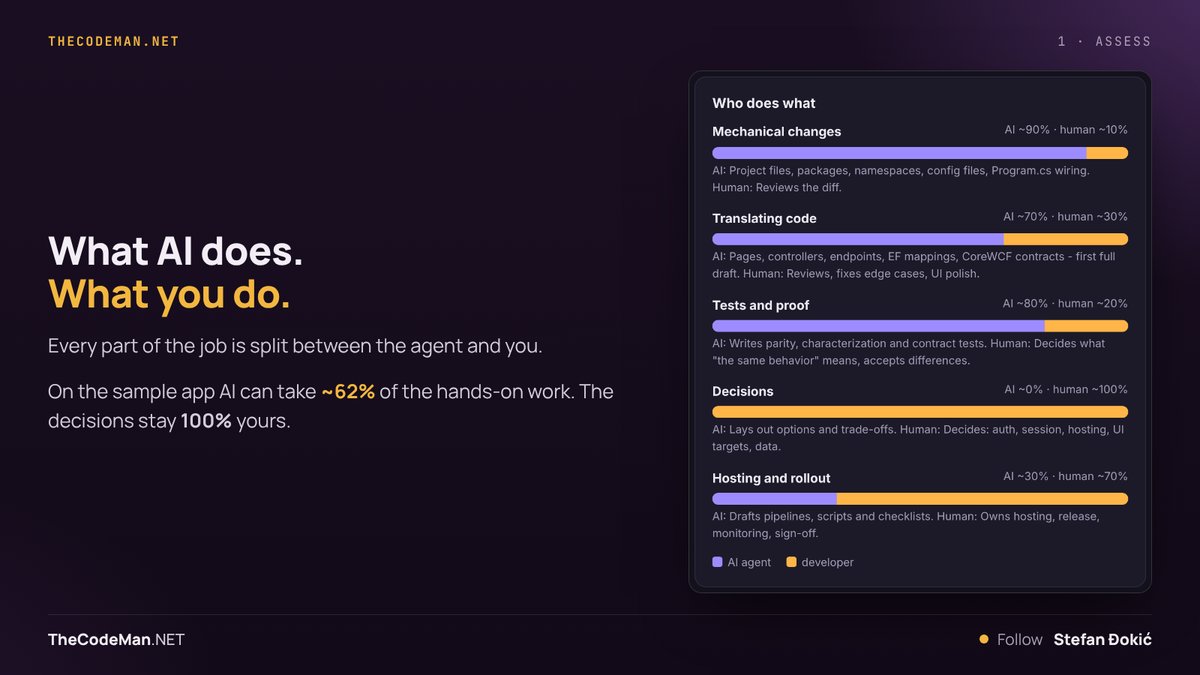 THECODEMAN.NET
1 · ASSESS
What AI does.
What you do.
Every part of the job is split between the agent and you.
On the sample app AI can take ~62% of the hands-on work. The
decisions stay 100% yours.
Who does what
Mechanical changes
AI ~90% · human ~10%
AI: Project files, packages, namespaces, config files, Program.cs wiring.
Human: Reviews the diff.
Translating code
AI ~70% · human ~30%
AI: Pages, controllers, endpoints, EF mappings, CoreWCF contracts - first full
draft. Human: Reviews, fixes edge cases, UI polish.
Tests and proof
AI ~80% · human ~20%
AI: Writes parity, characterization and contract tests. Human: Decides what
"the same behavior" means, accepts differences.
Decisions
AI ~0% · human ~100%
AI: Lays out options and trade-offs. Human: Decides: auth, session, hosting, UI
targets, data.
Hosting and rollout
AI ~30% · human ~70%
AI: Drafts pipelines, scripts and checklists. Human: Owns hosting, release,
monitoring, sign-off.
AI agent
developer
TheCodeMan.NET
Follow Stefan Đokić